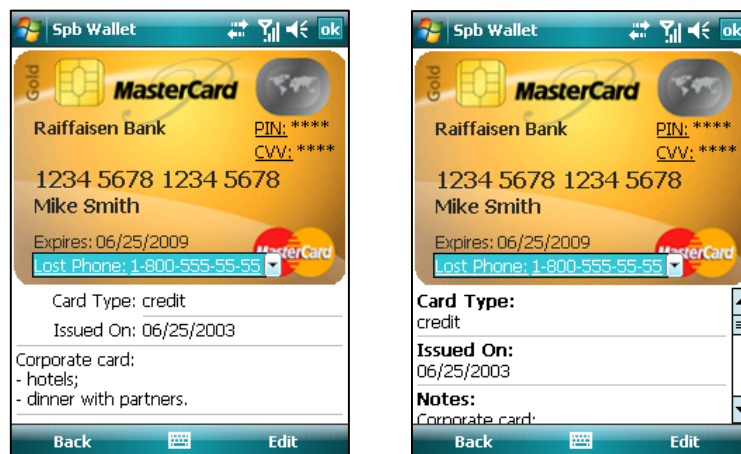 Spb Wallet ok
Gold
MasterCard
Raiffaisen Bank PIN: ****
CVV: ****
1234 5678 1234 5678
Mike Smith
Expires: 06/25/2009
MasterCard
Lost Phone: 1-800-555-55-55
Card Type: credit
Issued On: 06/25/2003
Corporate card:
- hotels;
- dinner with partners.
Back Edit
Spb Wallet ok
Gold
MasterCard
Raiffaisen Bank PIN: ****
CVV: ****
1234 5678 1234 5678
Mike Smith
Expires: 06/25/2009
MasterCard
Lost Phone: 1-800-555-55-55
Card Type:
credit
Issued On:
06/25/2003
Notes:
Corporate card:
Back Edit